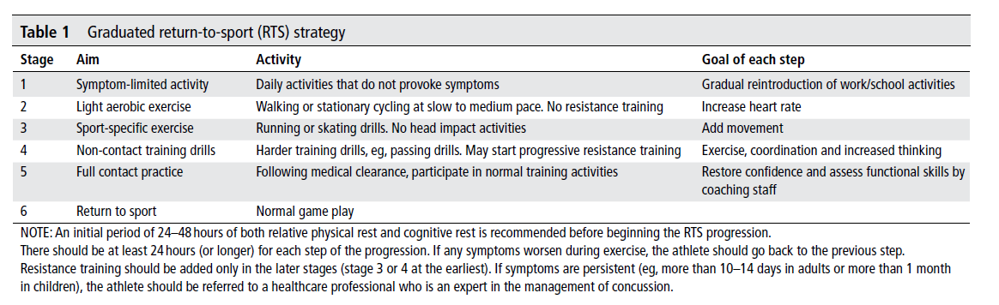 Table 1 Graduated return-to-sport (RTS) strategy
Stage Aim Activity Goal of each step
1 Symptom-limited activity Daily activities that do not provoke symptoms Gradual reintroduction of work/school activities
2 Light aerobic exercise Walking or stationary cycling at slow to medium pace. No resistance training Increase heart rate
3 Sport-specific exercise Running or skating drills. No head impact activities Add movement
4 Non-contact training drills Harder training drills, eg, passing drills. May start progressive resistance training Exercise, coordination and increased thinking
5 Full contact practice Following medical clearance, participate in normal training activities Restore confidence and assess functional skills by
coaching staff
6 Return to sport Normal game play
NOTE: An initial period of 24–48 hours of both relative physical rest and cognitive rest is recommended before beginning the RTS progression.
There should be at least 24 hours (or longer) for each step of the progression. If any symptoms worsen during exercise, the athlete should go back to the previous step.
Resistance training should be added only in the later stages (stage 3 or 4 at the earliest). If symptoms are persistent (eg, more than 10–14 days in adults or more than 1 month
in children), the athlete should be referred to a healthcare professional who is an expert in the management of concussion.